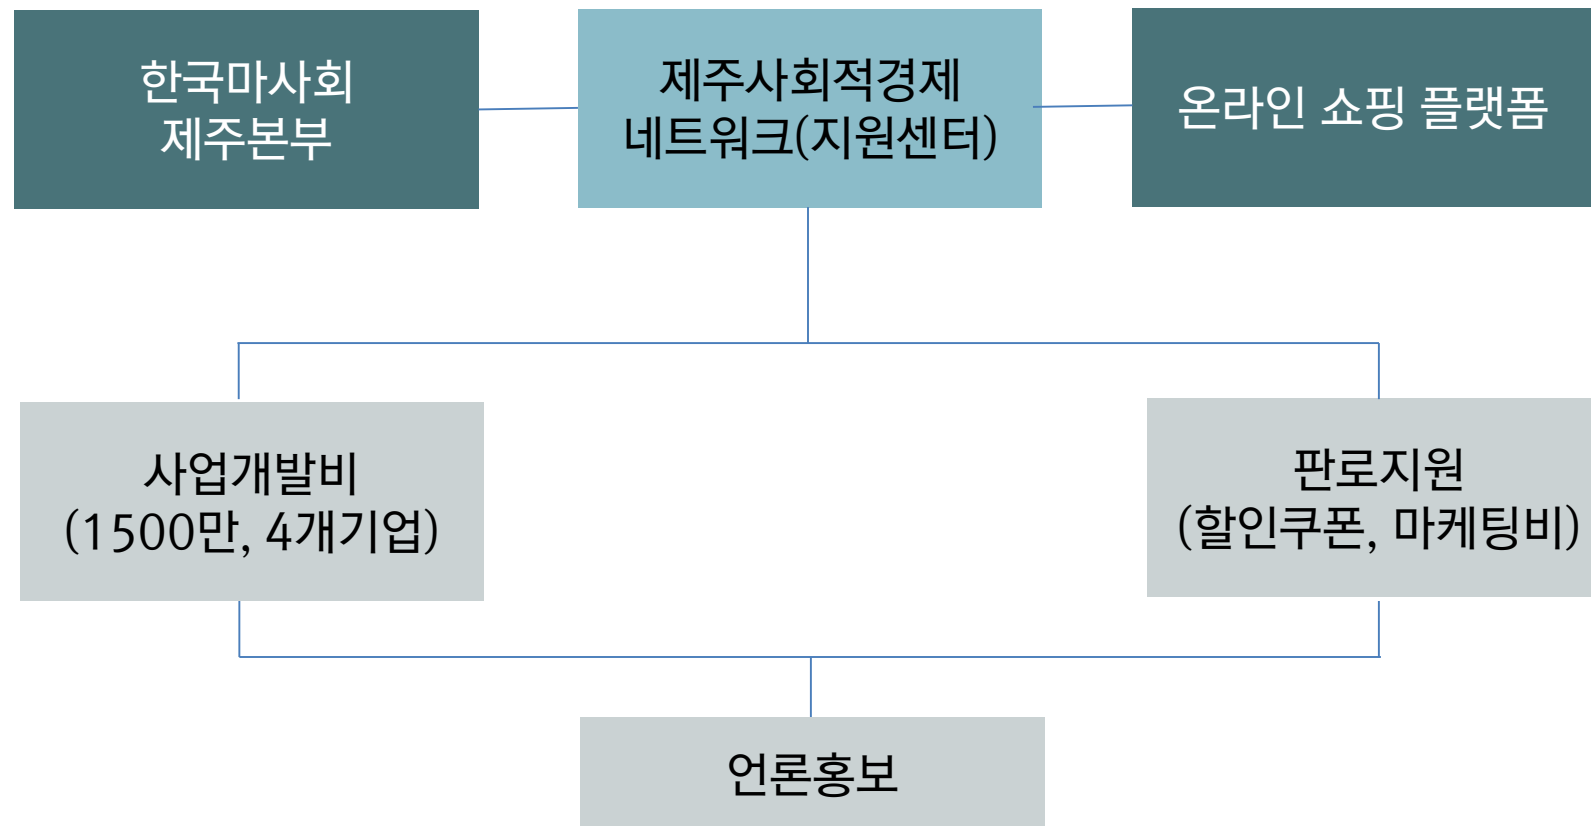 한국마사회
제주본부
제주사회적경제
네트워크(지원센터)
온라인 쇼핑 플랫폼
사업개발비
(1500만, 4개기업)
판로지원
(할인쿠폰, 마케팅비)
언론홍보